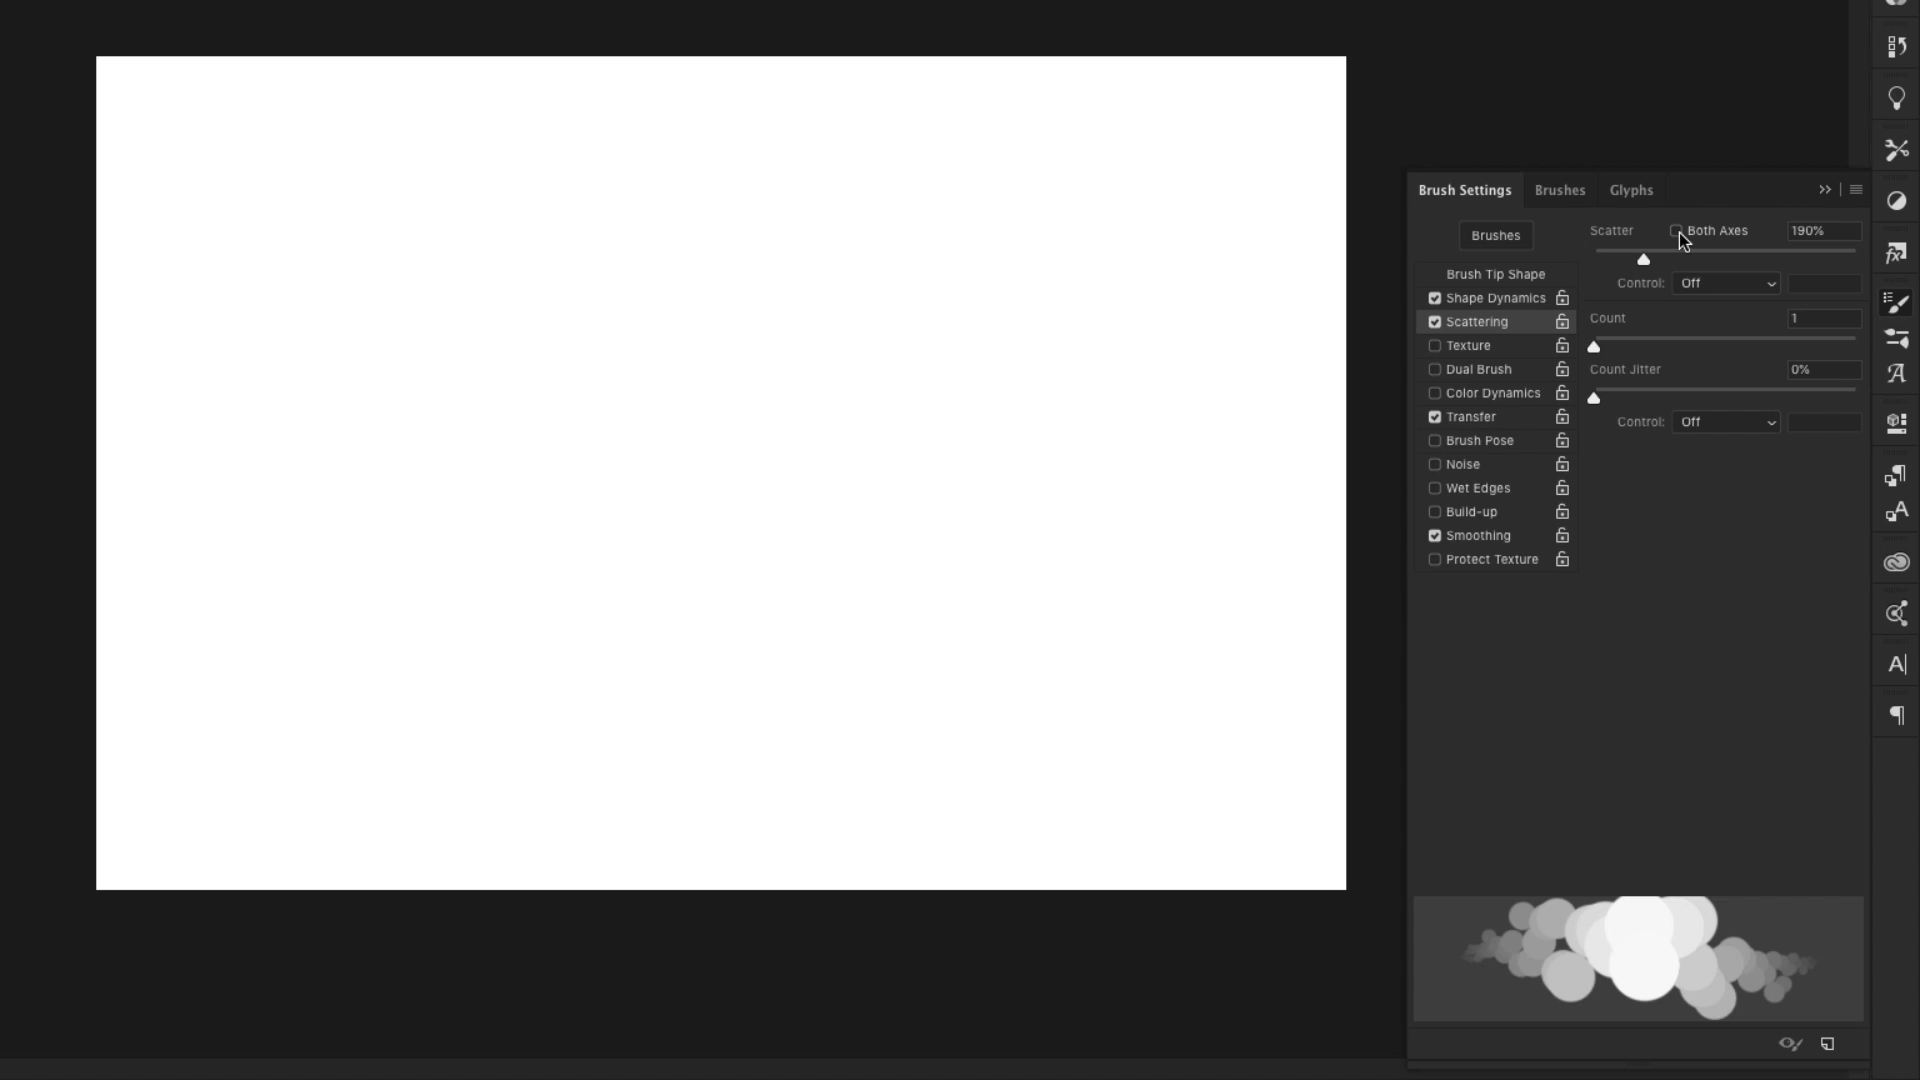 Brush Settings
Brushes
Glyphs
Brushes
Brush Tip Shape
Shape Dynamics
Scattering
Texture
Dual Brush
Color Dynamics
Transfer
Brush Pose
Noise
Wet Edges
Build-up
Smoothing
Protect Texture
Scatter
Both Axes
190%
Control:
Off
Count
1
Count Jitter
0%
Control:
Off